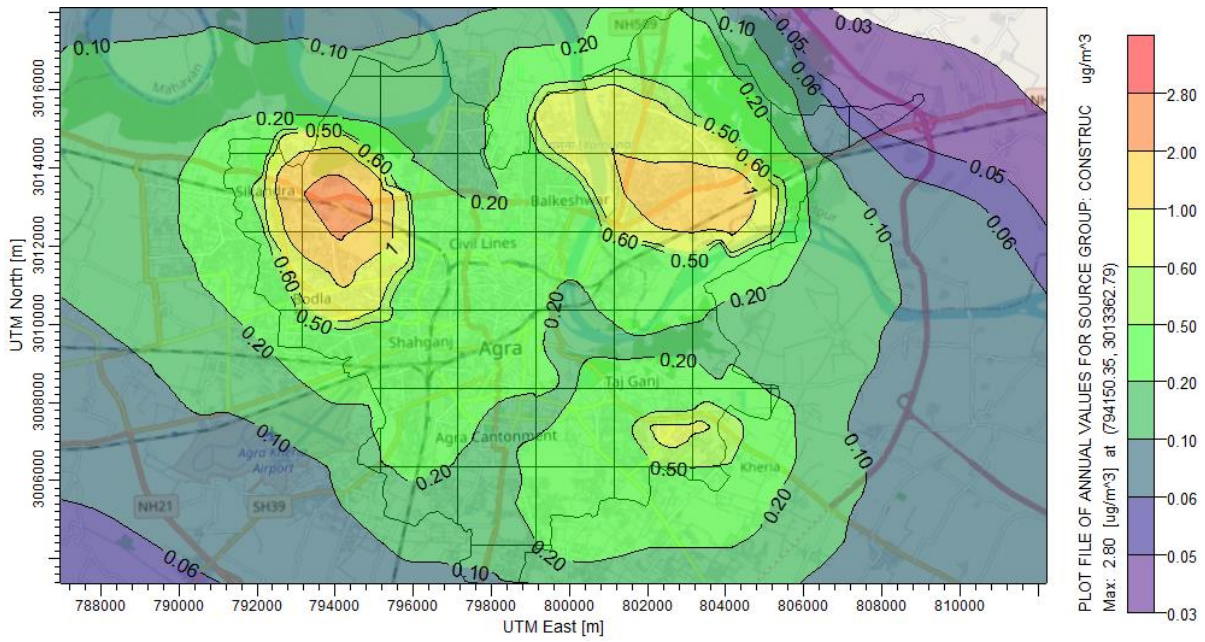 0.10
0.10
0.20
NH509
0.10
0.05
0.03
0.06
Mahavan
0.20
0.20
0.50
0.50
0.60
0.60
0.05
Sikandra
0.20
Balkeshwar
1
0.10
Civil Lines
0.60
0.50
0.06
1
0.60
Bodla
0.50
0.20
0.20
Shahganj
Agra
0.20
0.20
Taj Ganj
0.10
Agra Cantonment
Agra Kheria
Airport
0.50
Kheria
0.10
0.20
0.20
NH21
SH39
0.20
0.06
0.10
3016000
3014000
3012000
3010000
3008000
3006000
UTM North [m]
788000 790000 792000 794000 796000 798000 800000 802000 804000 806000 808000 810000
UTM East [m]
PLOT FILE OF ANNUAL VALUES FOR SOURCE GROUP: CONSTRUC ug/m^3
Max: 2.80 [ug/m^3] at (794150.35, 3013362.79)
2.80
2.00
1.00
0.60
0.50
0.20
0.10
0.06
0.05
0.03